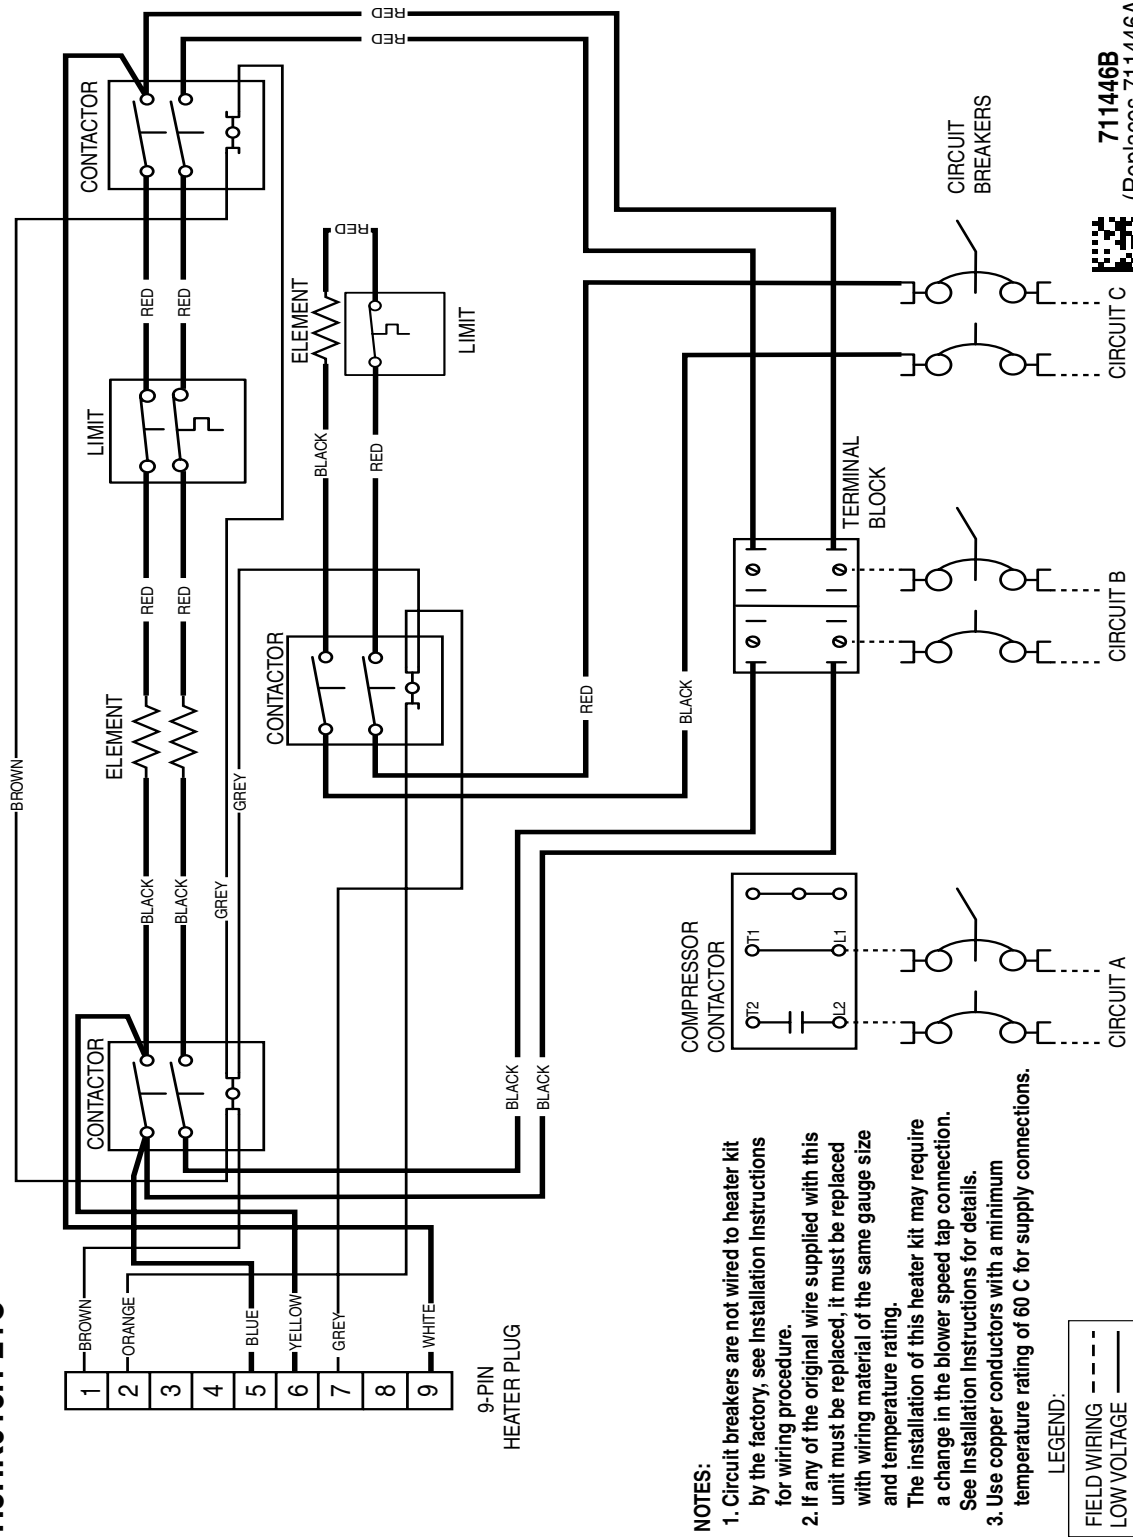 RED
RED
CONTACTOR
RED
RED
LIMIT
RED
RED
ELEMENT
BLACK
BLACK
CONTACTOR
BROWN
GREY
GREY
RED
ELEMENT
LIMIT
BLACK
RED
CONTACTOR
RED
BLACK
BLACK
BLACK
1
2
3
4
5
6
7
8
9
BROWN
ORANGE
BLUE
YELLOW
GREY
WHITE
9-PIN
HEATER PLUG
COMPRESSOR
CONTACTOR
T2
T1
L2
L1
TERMINAL
BLOCK
CIRCUIT
BREAKERS
CIRCUIT A
CIRCUIT B
CIRCUIT C
NOTES:
1. Circuit breakers are not wired to heater kit
by the factory, see Installation Instructions
for wiring procedure.
2. If any of the original wire supplied with this
unit must be replaced, it must be replaced
with wiring material of the same gauge size
and temperature rating.
The installation of this heater kit may require
a change in the blower speed tap connection.
See Installation Instructions for details.
3. Use copper conductors with a minimum
temperature rating of 60 C for supply connections.
LEGEND:
FIELD WIRING
LOW VOLTAGE
711446B
(Replaces 711446A